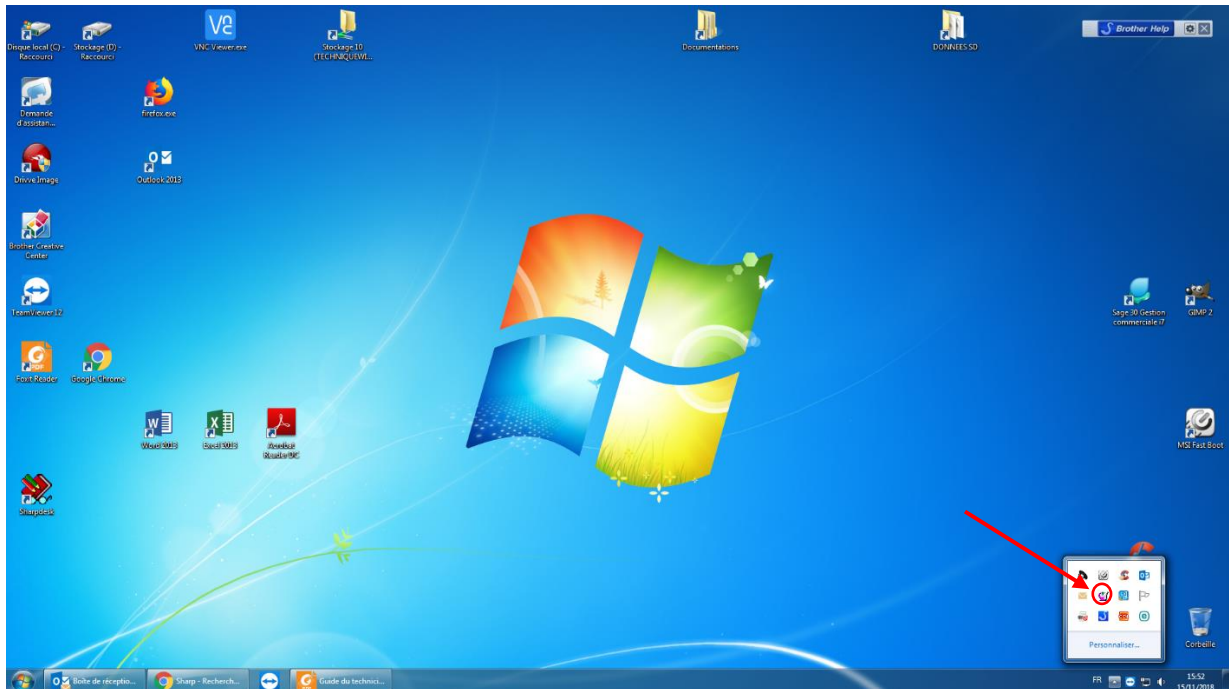 Disque local (C) -
Raccourci
Stockage (D) -
Raccourci
VNC Viewer.exe
Stockage 10
(TECHNIQUEWI...
Documentations
DONNEES SO
Brother Help
Demande
d'assistan...
firefox.exe
Drivve Image
Outlook 2013
Brother Creative
Center
TeamViewer 12
Sage 30 Gestion
commerciale i7
GIMP 2
Foxit Reader
Google Chrome
Word 2013
Excel 2013
Acrobat
Reader DC
MSI Fast Boot
Sharpdesk
Personnaliser...
Corbeille
Boîte de réceptio...
Sharp - Recherch...
Guide du technici...
FR
15:52
15/11/2018